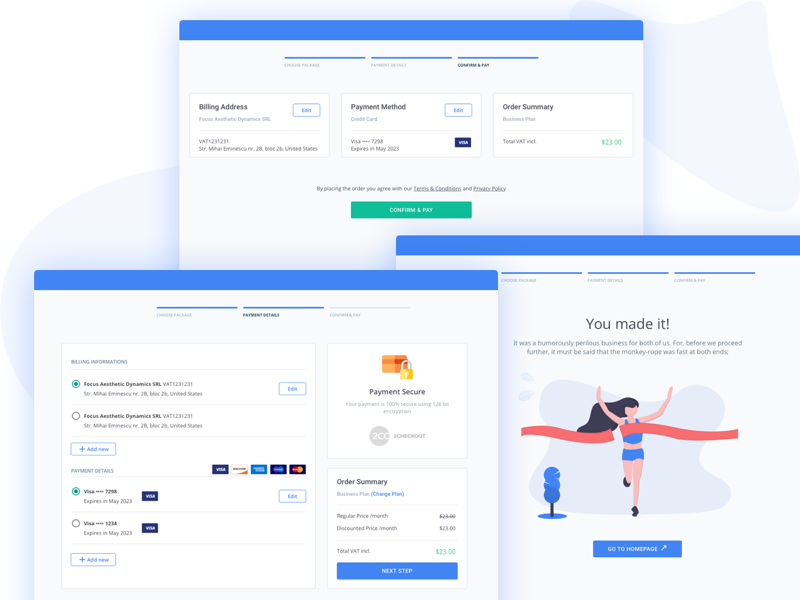 CHOOSE PACKAGE
PAYMENT DETAILS
CONFIRM & PAY
Billing Address
Edit
Focus Aesthetic Dynamics SRL
VAT1231231
Str. Mihai Eminescu nr. 2B, bloc 2b, United States
Payment Method
Edit
Credit Card
Visa •••• 7298
Expires in May 2023
VISA
Order Summary
Business Plan
Total VAT incl.
$23.00
By placing the order you agree with our Terms & Conditions and Privacy Policy
CONFIRM & PAY
CHOOSE PACKAGE
PAYMENT DETAILS
CONFIRM & PAY
BILLING INFORMATIONS
Focus Aesthetic Dynamics SRL VAT1231231
Str. Mihai Eminescu nr. 2B, bloc 2b, United States
Edit
Focus Aesthetic Dynamics SRL VAT1231231
Str. Mihai Eminescu nr. 2B, bloc 2b, United States
+ Add new
PAYMENT DETAILS
VISA
Visa •••• 7298
Expires in May 2023
VISA
Edit
Visa •••• 1234
Expires in May 2023
VISA
+ Add new
Payment Secure
Your payment is 100% secure using 128 bit
encryption
2CO
2CHECKOUT
Order Summary
Business Plan (Change Plan)
Regular Price /month
$23.00
Discounted Price /month
$23.00
Total VAT incl.
$23.00
NEXT STEP
CHOOSE PACKAGE
PAYMENT DETAILS
CONFIRM & PAY
You made it!
It was a humorously perilous business for both of us. For, before we proceed
further, it must be said that the monkey-rope was fast at both ends;
GO TO HOMEPAGE